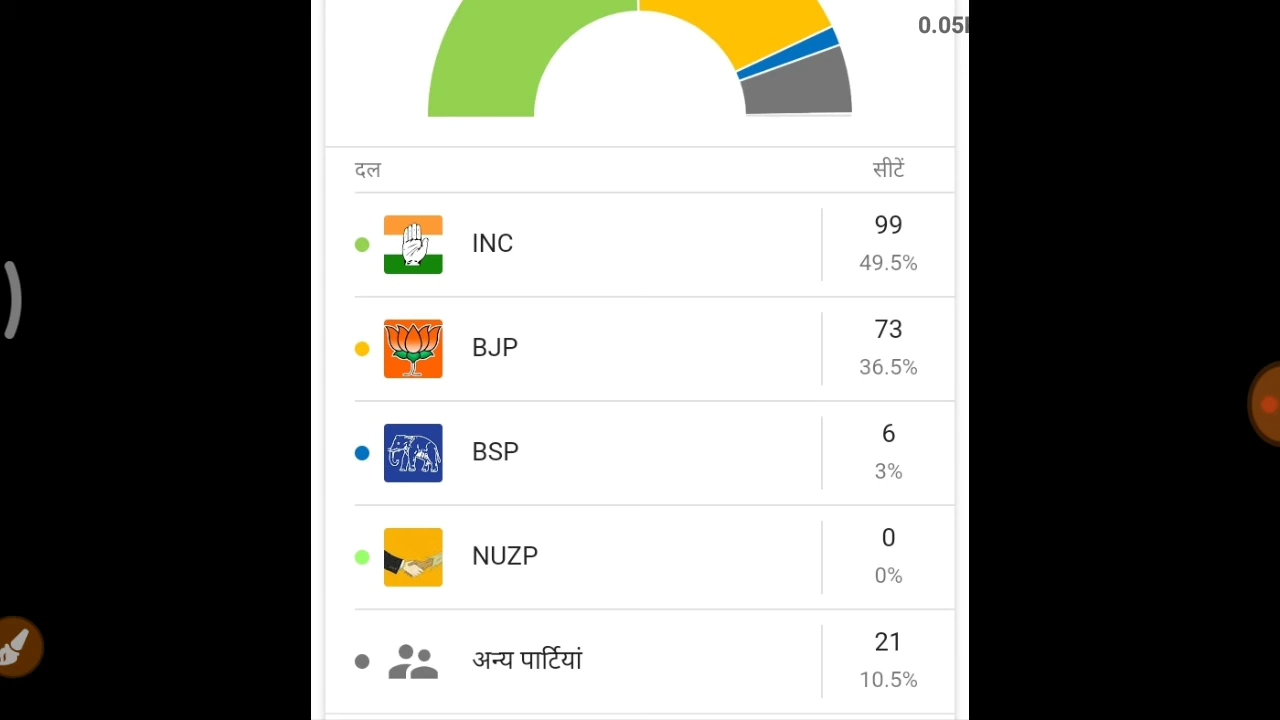 0.05
दल सीटें
INC 99
49.5%
BJP 73
36.5%
BSP 6
3%
NUZP 0
0%
अन्य पार्टियां 21
10.5%